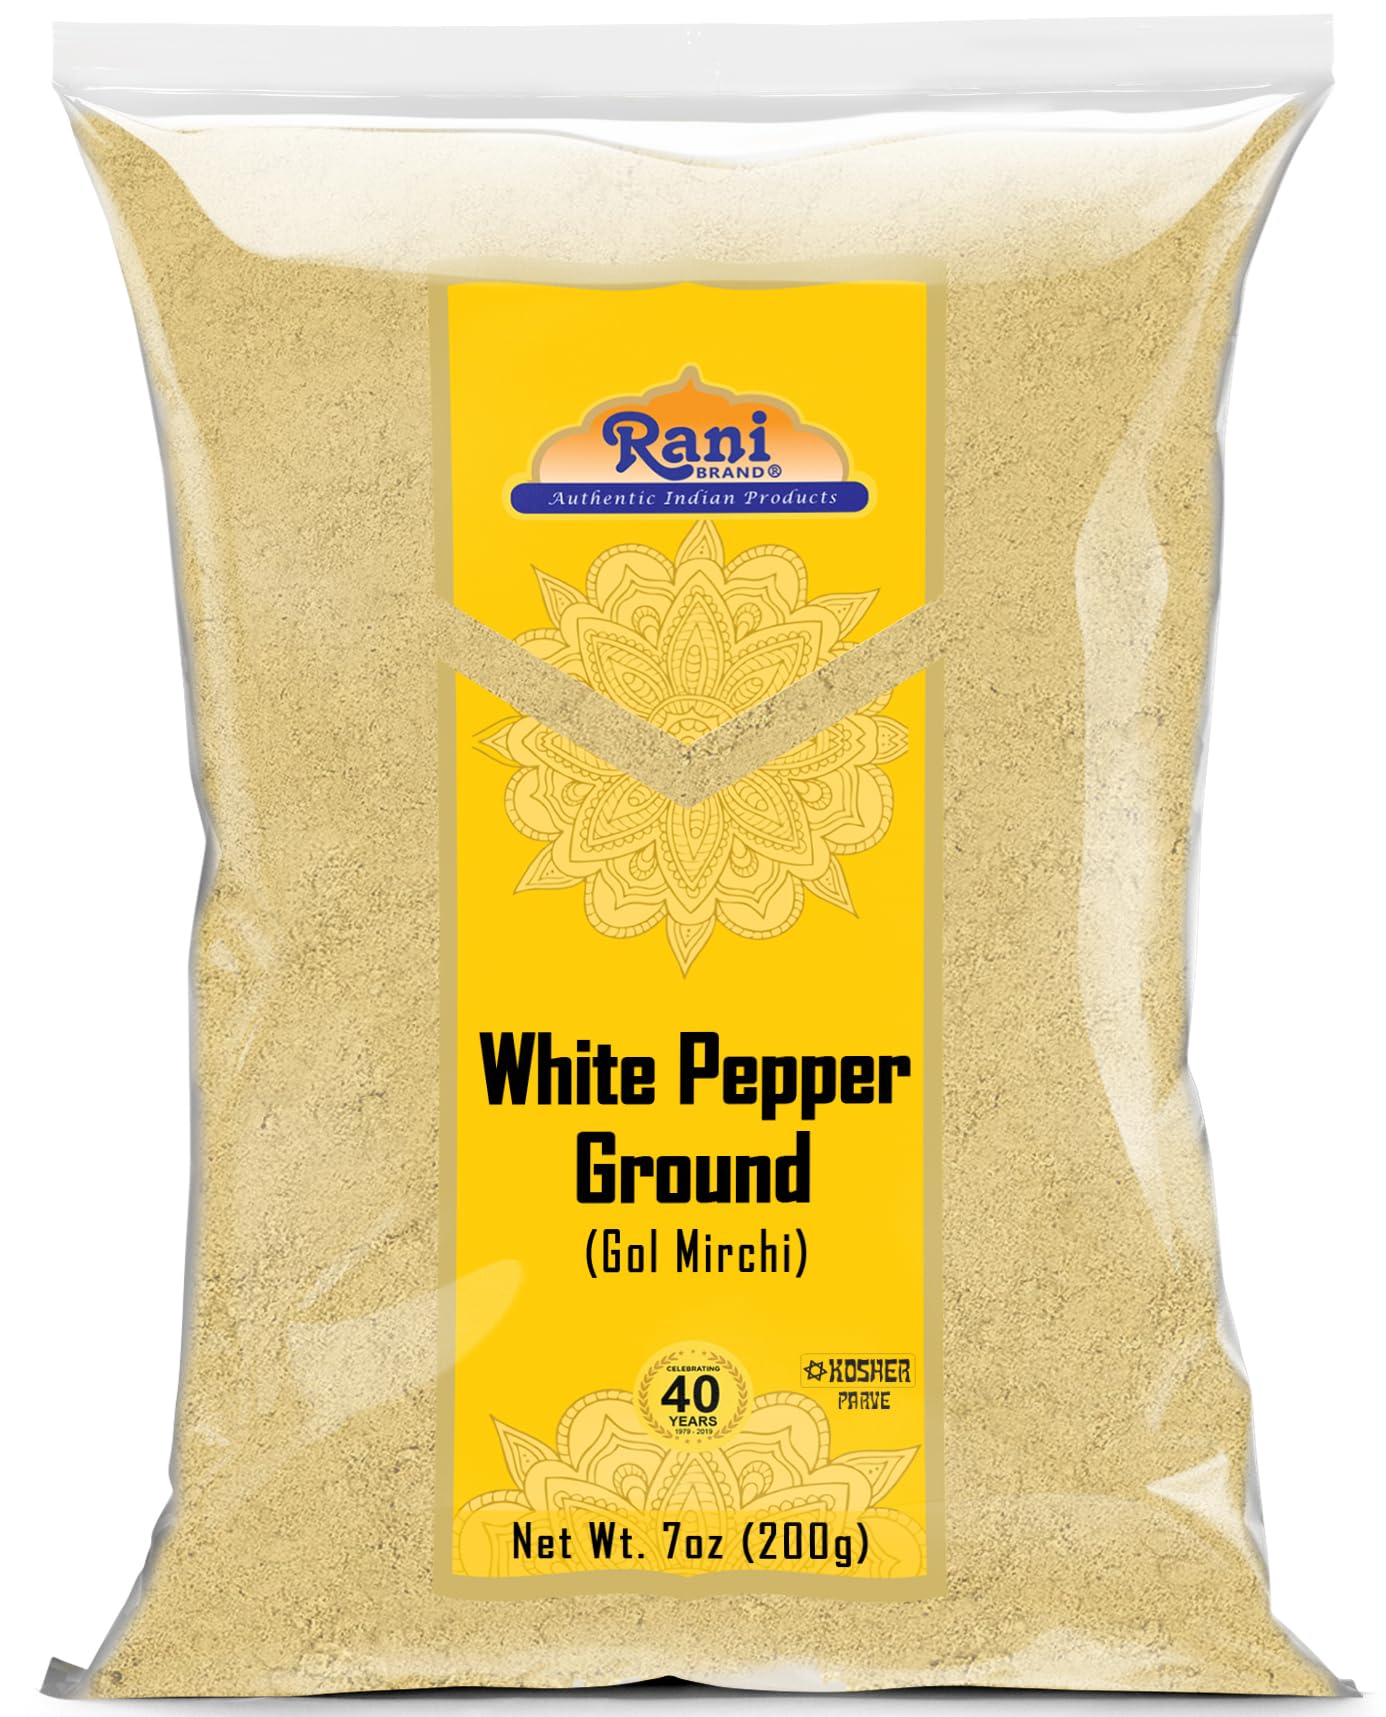 Rani
BRAND®
Authentic Indian Products
White Pepper
Ground
(Gol Mirchi)
CELEBRATING
40
YEARS
1979 - 2019
KOSHER
PARVE
Net Wt. 7oz (200g)